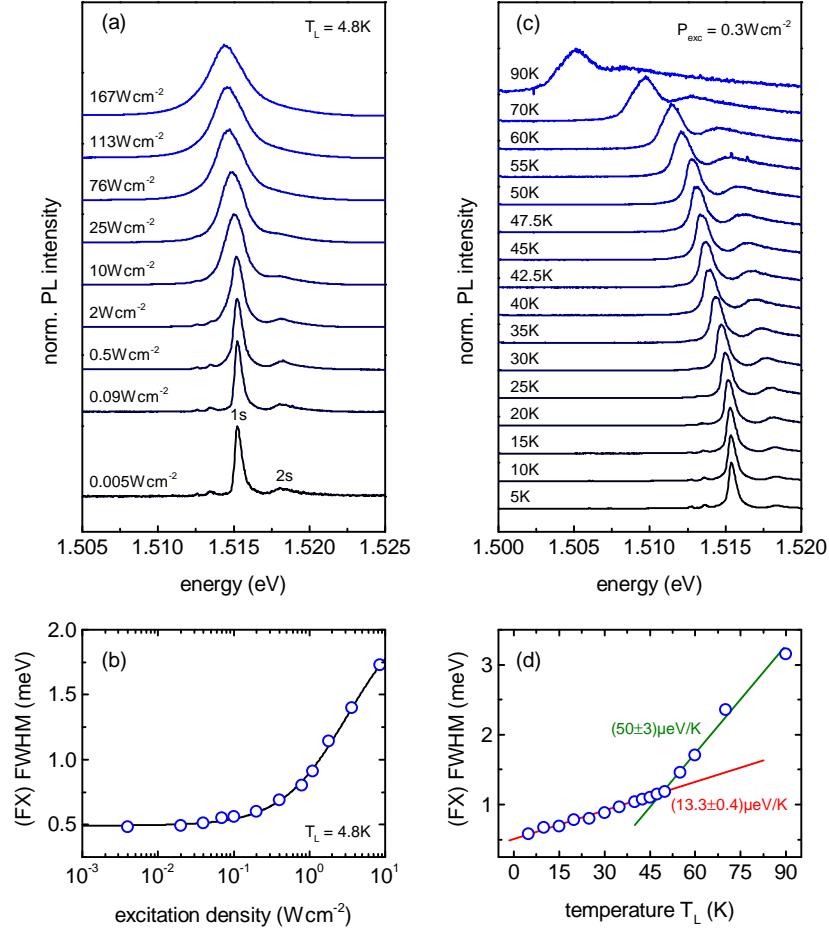 (a)
T_L = 4.8K
167Wcm⁻²
113Wcm⁻²
76Wcm⁻²
25Wcm⁻²
10Wcm⁻²
2Wcm⁻²
0.5Wcm⁻²
0.09Wcm⁻²
1s
0.005Wcm⁻²
2s
norm. PL intensity
1.505 1.510 1.515 1.520 1.525
energy (eV)
(c)
P_exc = 0.3Wcm⁻²
90K
70K
60K
55K
50K
47.5K
45K
42.5K
40K
35K
30K
25K
20K
15K
10K
5K
norm. PL intensity
1.500 1.505 1.510 1.515 1.520
energy (eV)
(b)
2.0
1.5
1.0
0.5
0.0
(FX) FWHM (meV)
T_L = 4.8K
10⁻³ 10⁻² 10⁻¹ 10⁰ 10¹
excitation density (Wcm⁻²)
(d)
3
2
1
0
(FX) FWHM (meV)
(50±3)µeV/K
(13.3±0.4)µeV/K
0 15 30 45 60 75 90
temperature T_L (K)